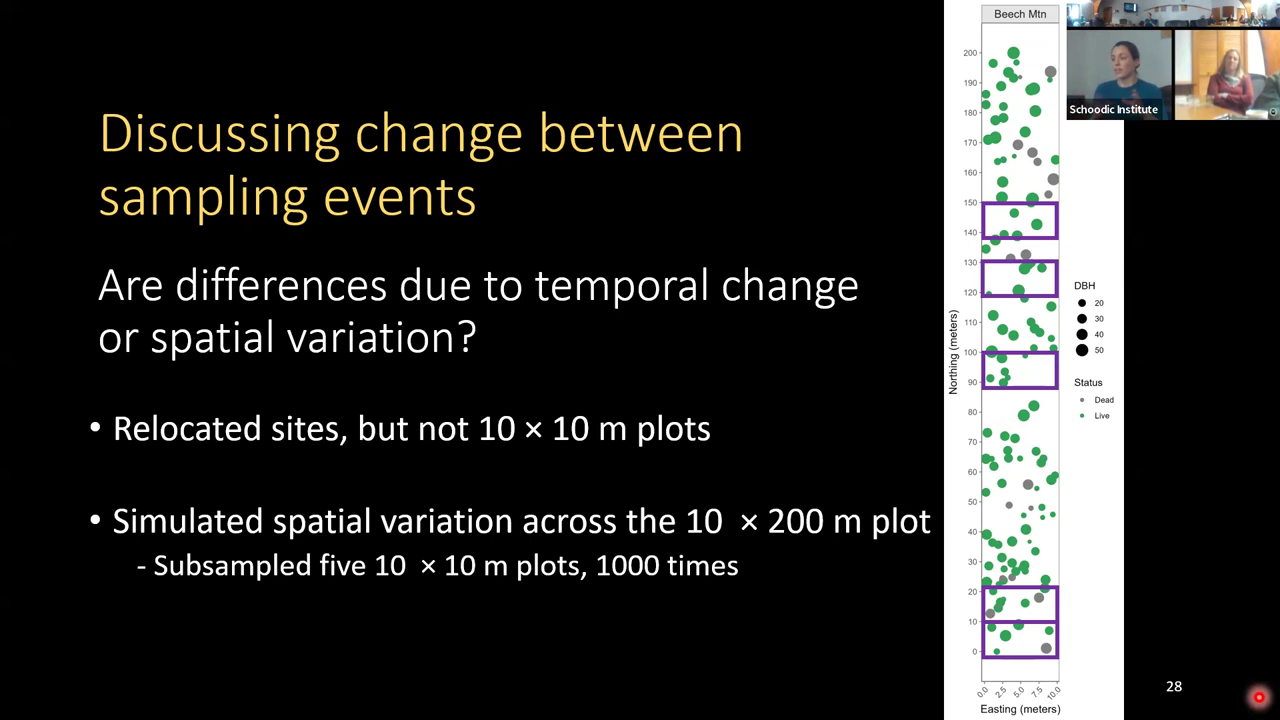 Discussing change between
sampling events
Are differences due to temporal change
or spatial variation?
• Relocated sites, but not 10 × 10 m plots
• Simulated spatial variation across the 10 × 200 m plot
- Subsampled five 10 × 10 m plots, 1000 times
Beech Mtn
200
190
180
170
160
150
140
130
120
110
100
90
80
70
60
50
40
30
20
10
0
Northing (meters)
0.0
2.5
5.0
7.5
10.0
Easting (meters)
DBH
20
30
40
50
Status
Dead
Live
Schoodic Institute
28